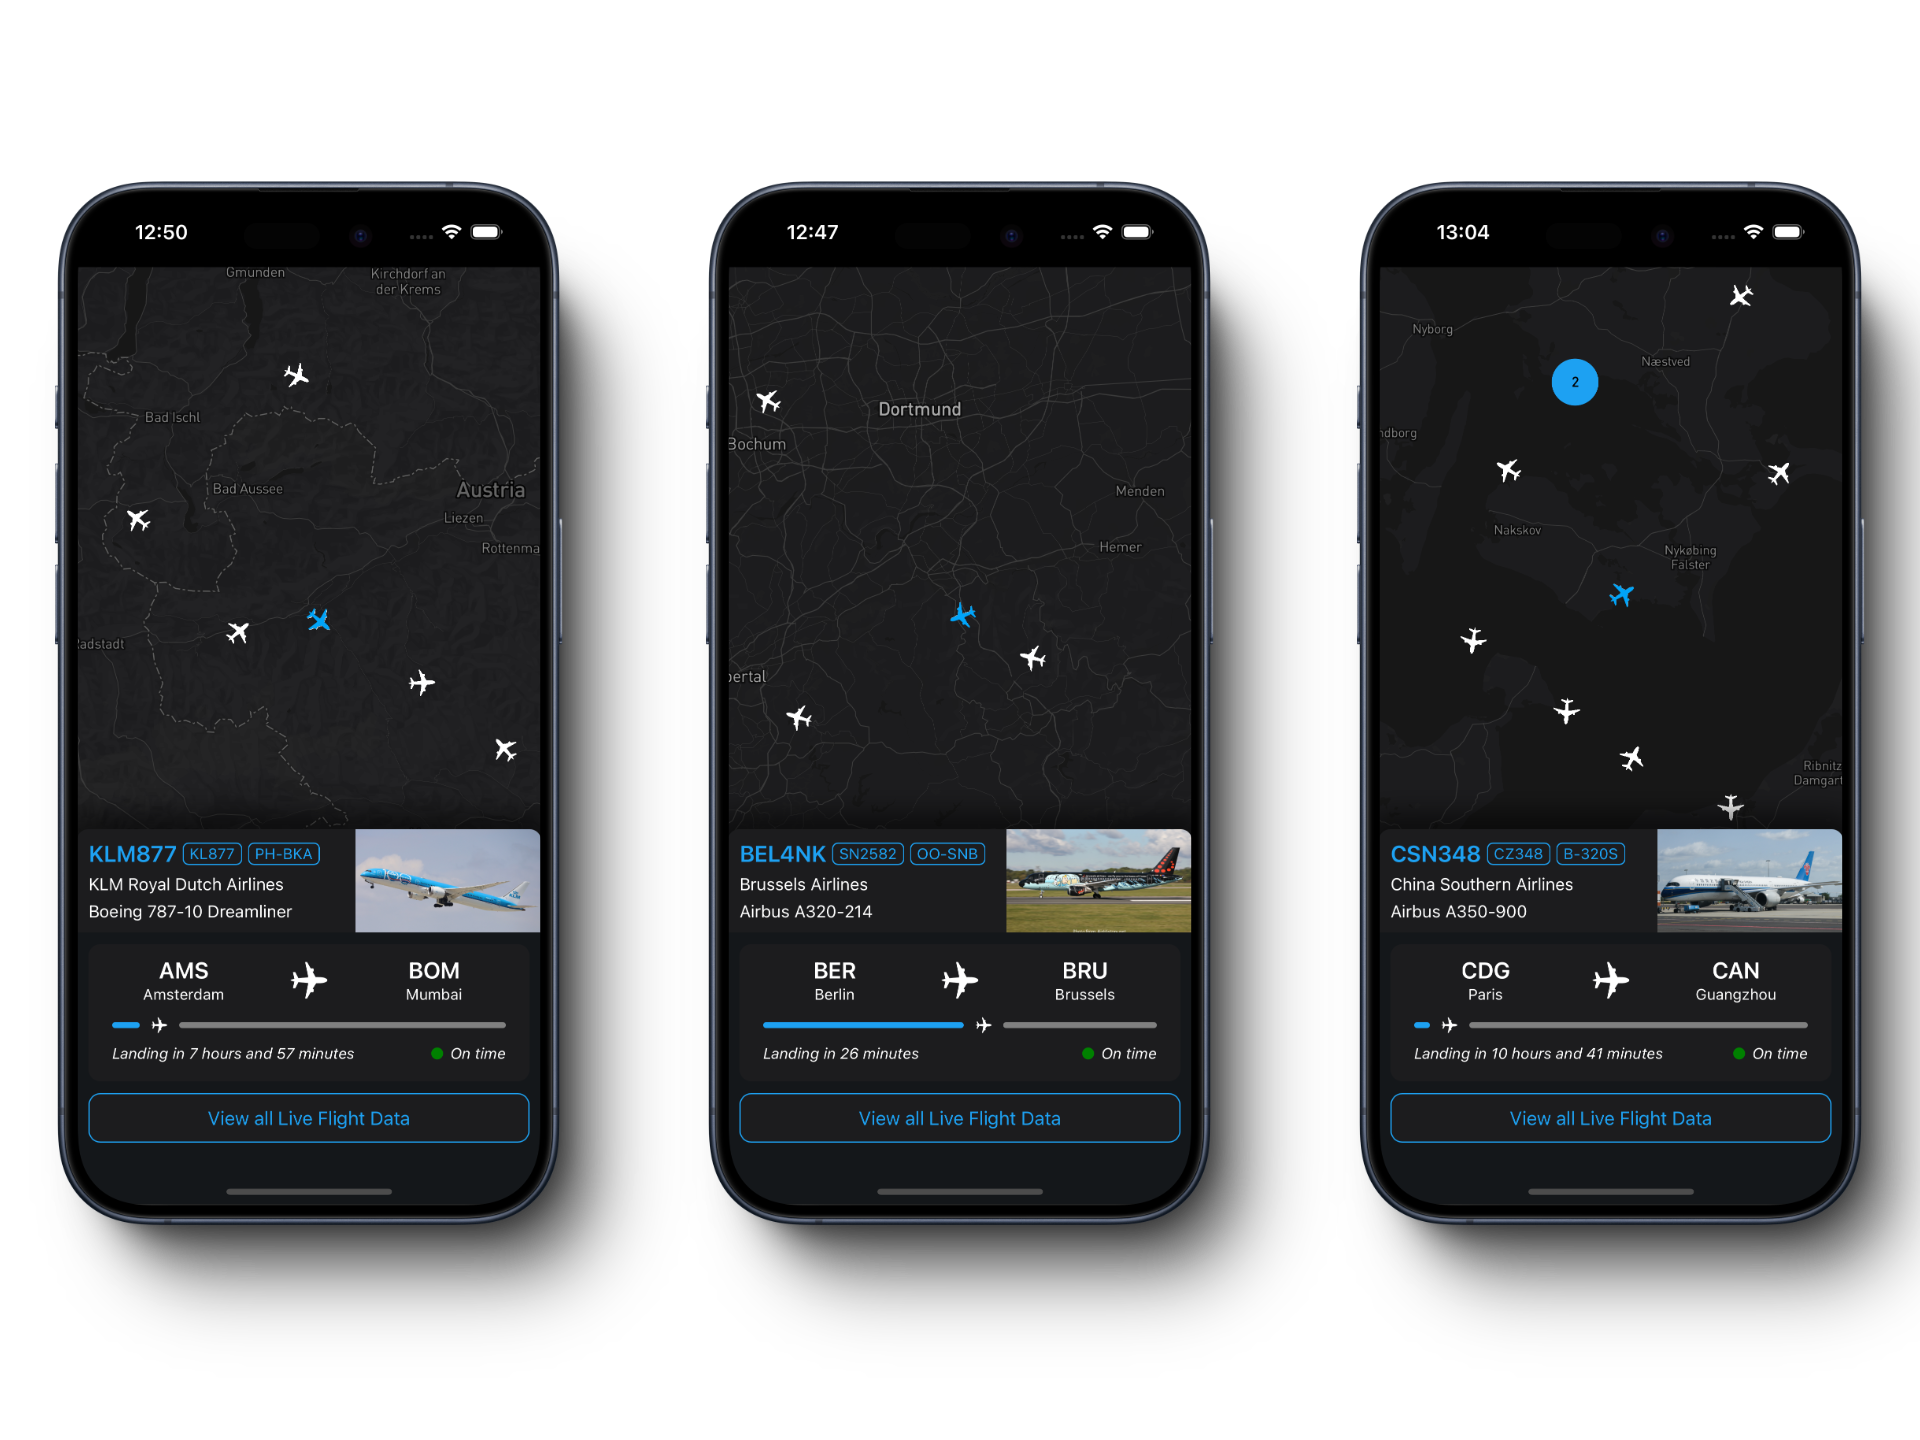 12:50
Gmunden
Kirchdorf an
der Krems
Bad Ischl
Bad Aussee
Austria
Liezen
Rottenma
Radstadt
KLM877 KL877 PH-BKA
KLM Royal Dutch Airlines
Boeing 787-10 Dreamliner
AMS BOM
Amsterdam Mumbai
Landing in 7 hours and 57 minutes On time
View all Live Flight Data
12:47
Dortmund
Bochum
Menden
Hemer
pertal
BEL4NK SN2582 OO-SNB
Brussels Airlines
Airbus A320-214
BER BRU
Berlin Brussels
Landing in 26 minutes On time
View all Live Flight Data
13:04
Nyborg
Næstved
2
ndborg
Nakskov
Nykøbing
Falster
Ribnitz
Damgart
CSN348 CZ348 B-320S
China Southern Airlines
Airbus A350-900
CDG CAN
Paris Guangzhou
Landing in 10 hours and 41 minutes On time
View all Live Flight Data